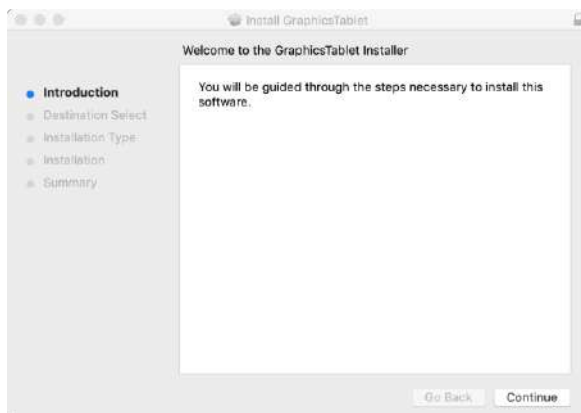 Install GraphicsTablet
Welcome to the GraphicsTablet Installer
Introduction
Destination Select
Installation Type
Installation
Summary
You will be guided through the steps necessary to install this
software.
Go Back
Continue